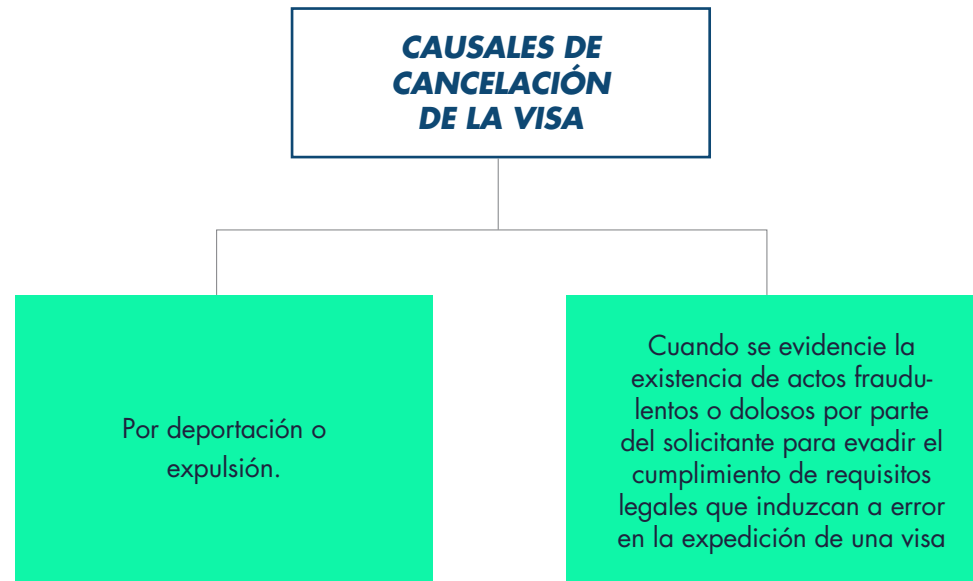 CAUSALES DE
CANCELACIÓN
DE LA VISA
Por deportación o
expulsión.
Cuando se evidencie la
existencia de actos fraudu-
lentos o dolosos por parte
del solicitante para evadir el
cumplimiento de requisitos
legales que induzcan a error
en la expedición de una visa